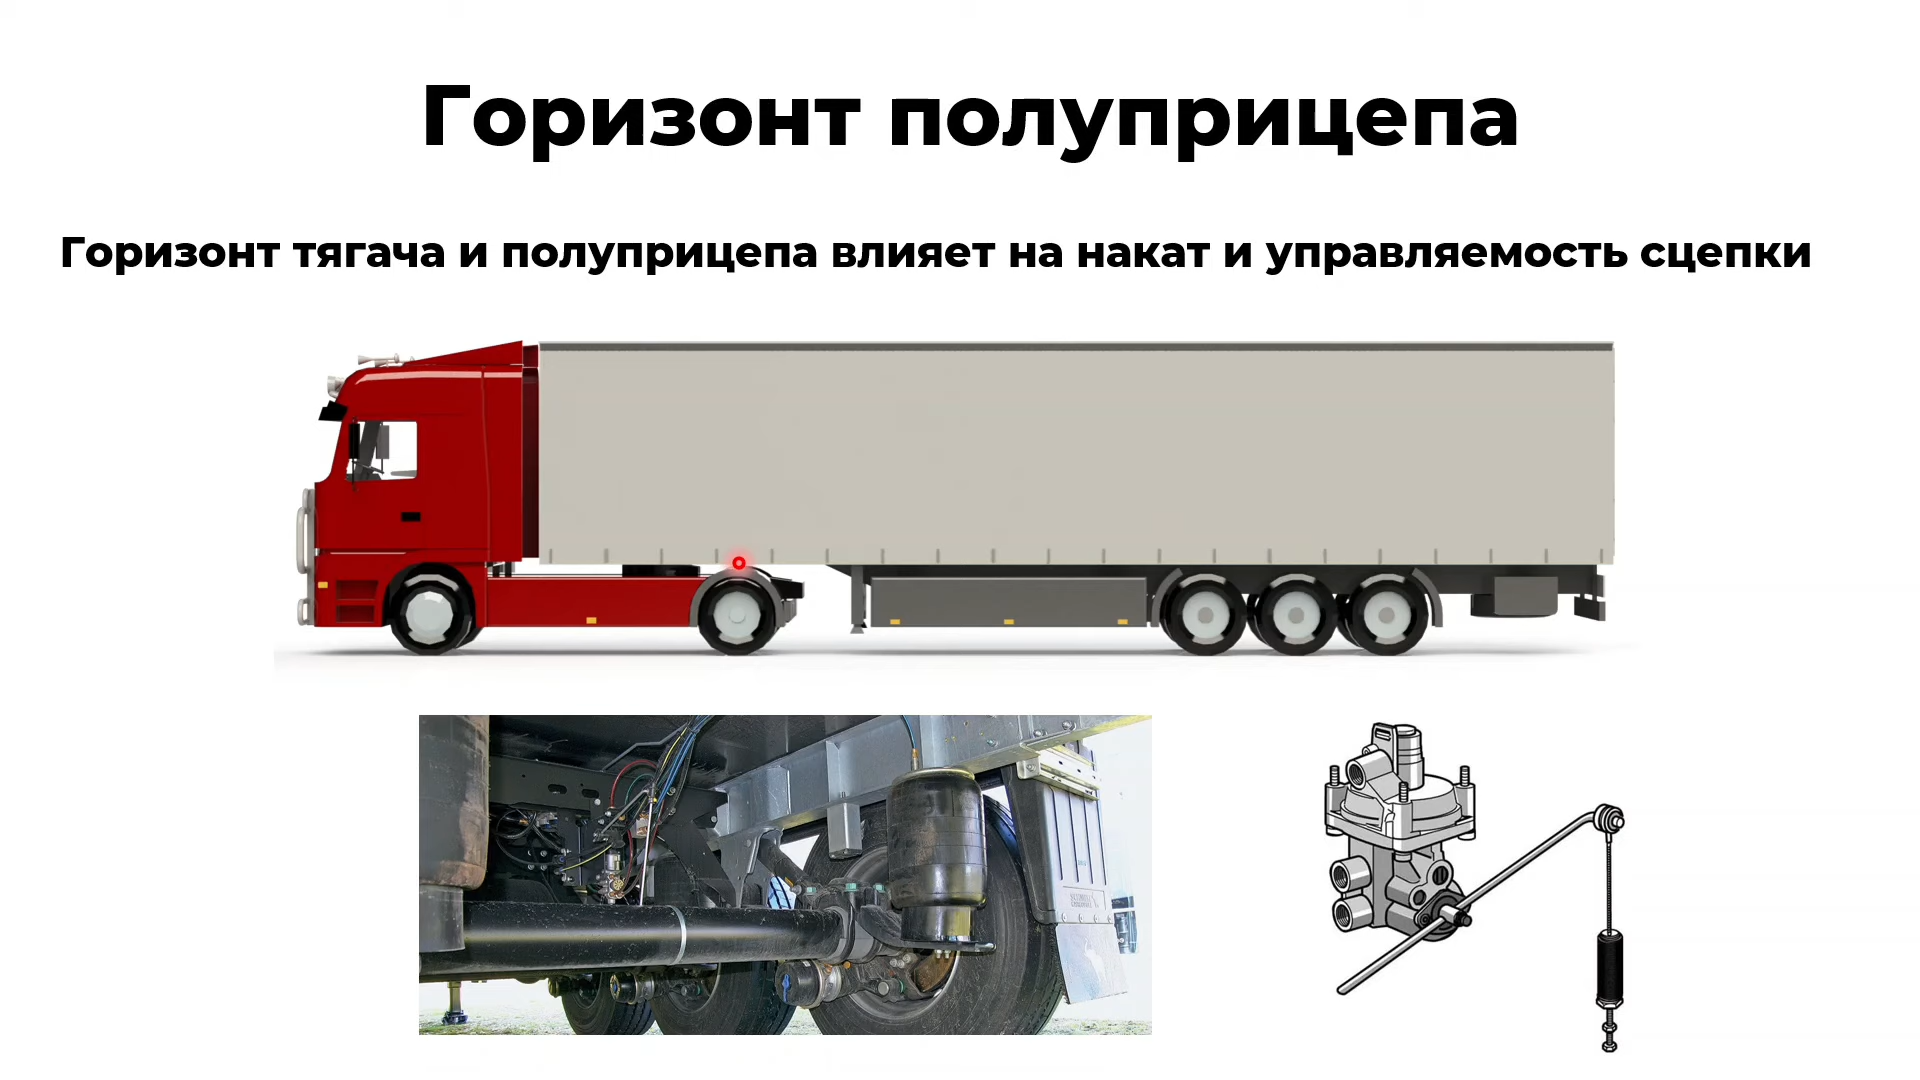 Горизонт полуприцепа
Горизонт тягача и полуприцепа влияет на накат и управляемость сцепки